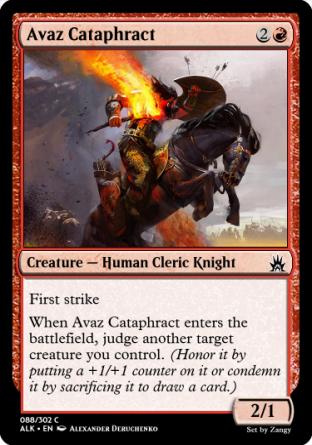 Avaz Cataphract 2
Creature — Human Cleric Knight
First strike
When Avaz Cataphract enters the
battlefield, judge another target
creature you control. (Honor it by
putting a +1/+1 counter on it or condemn
it by sacrificing it to draw a card.)
2/1
088/302 C
ALK • EN Alexander Deruchenko
Set by Zangy